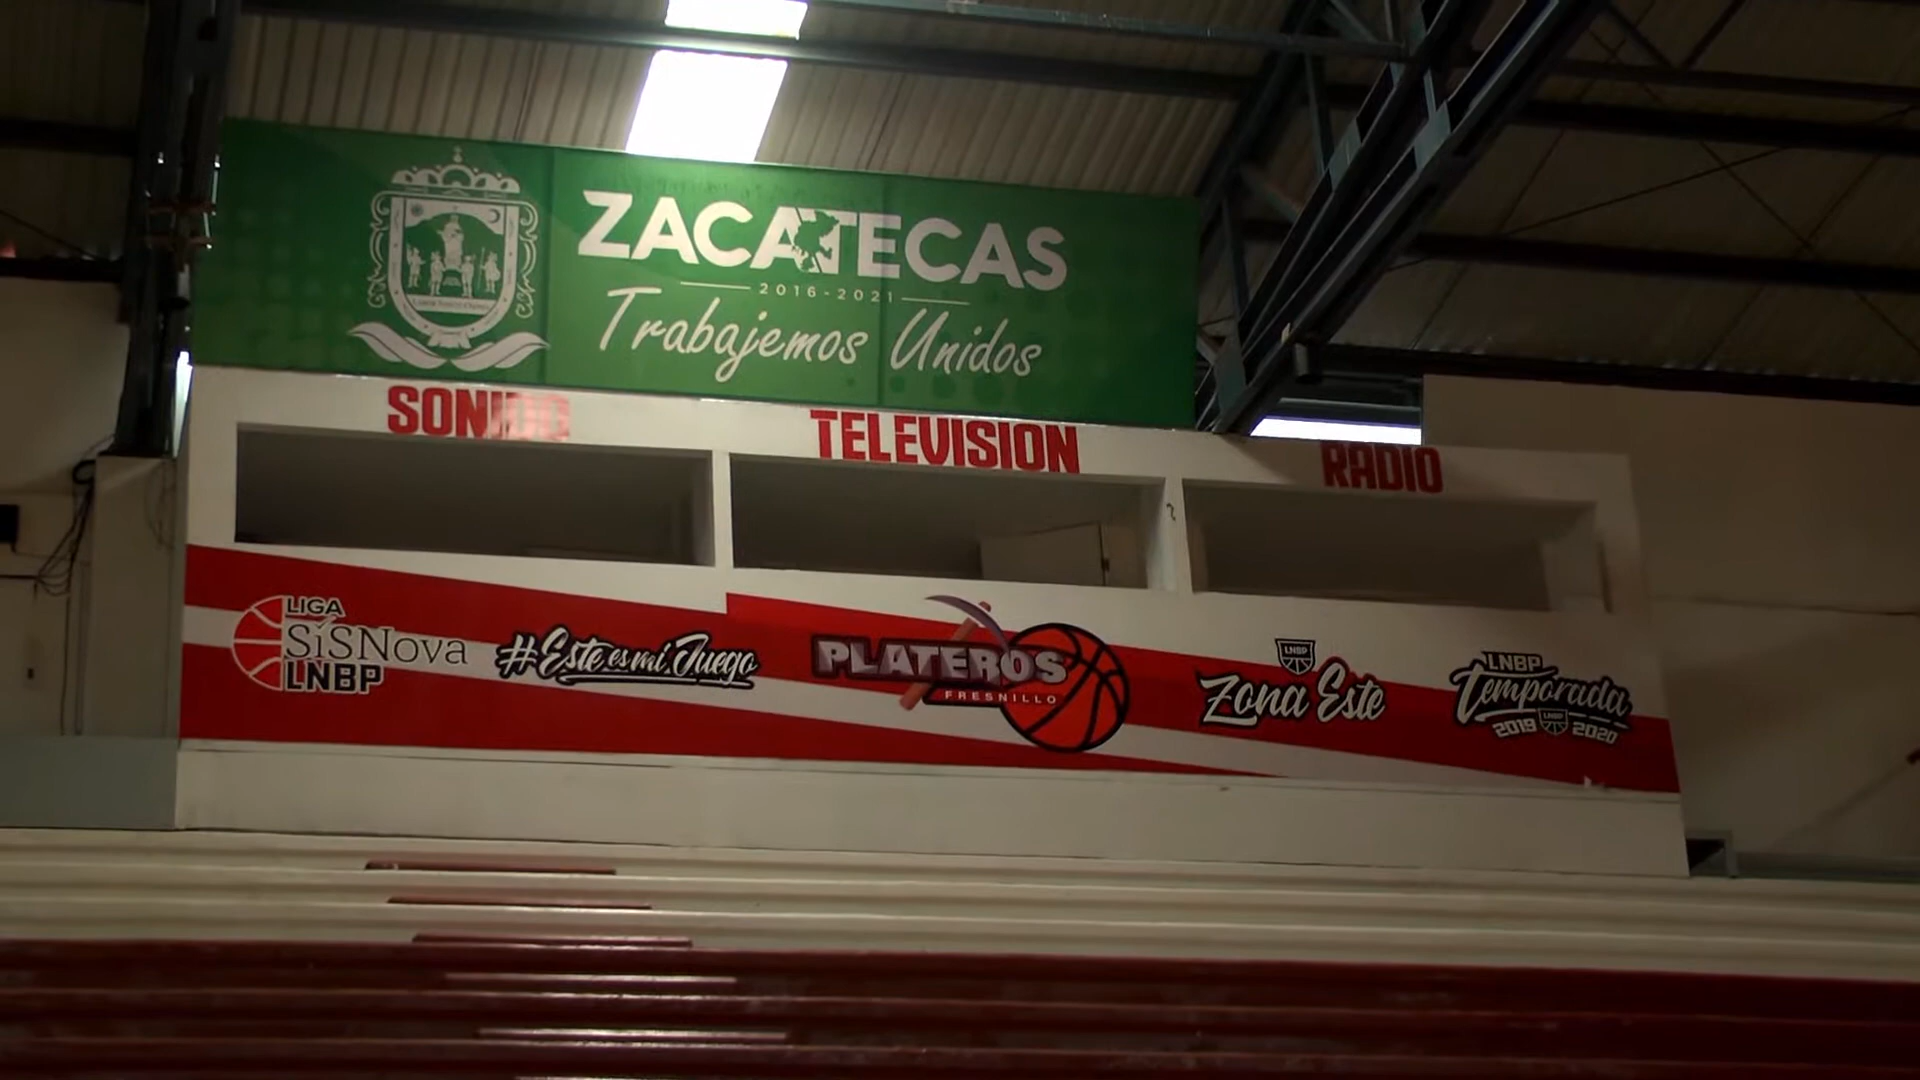 ZACATECAS
2016-2021
Trabajemos Unidos
SONIDO
TELEVISION
RADIO
LIGA
SiSNova
LNBP
#Este es mi Juego
PLATEROS
FRESNILLO
LNBP
Zona Este
LNBP
Temporada
2019 LNBP 2020